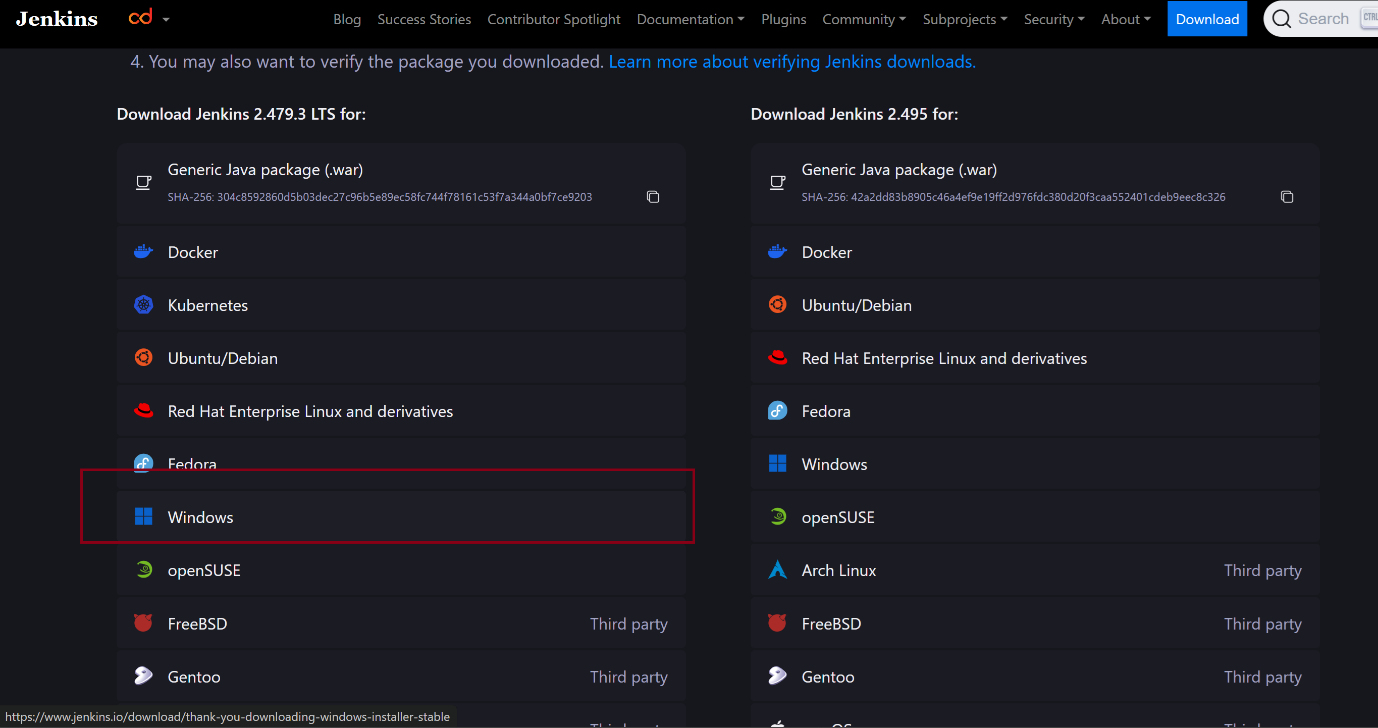 Jenkins
Blog Success Stories Contributor Spotlight Documentation Plugins Community Subprojects Security About Download Search CTRL
4. You may also want to verify the package you downloaded. Learn more about verifying Jenkins downloads.
Download Jenkins 2.479.3 LTS for:
Generic Java package (.war)
SHA-256: 304c8592860d5b03dec27c96b5e89ec58fc744f78161c53f7a344a0bf7ce9203
Docker
Kubernetes
Ubuntu/Debian
Red Hat Enterprise Linux and derivatives
Fedora
Windows
openSUSE
FreeBSD Third party
Gentoo Third party
Download Jenkins 2.495 for:
Generic Java package (.war)
SHA-256: 42a2dd83b8905c46a4ef9e19ff2d976fdc380d20f3caa552401cdeb9eec8c326
Docker
Ubuntu/Debian
Red Hat Enterprise Linux and derivatives
Fedora
Windows
openSUSE
Arch Linux Third party
FreeBSD Third party
Gentoo Third party
https://www.jenkins.io/download/thank-you-downloading-windows-installer-stable